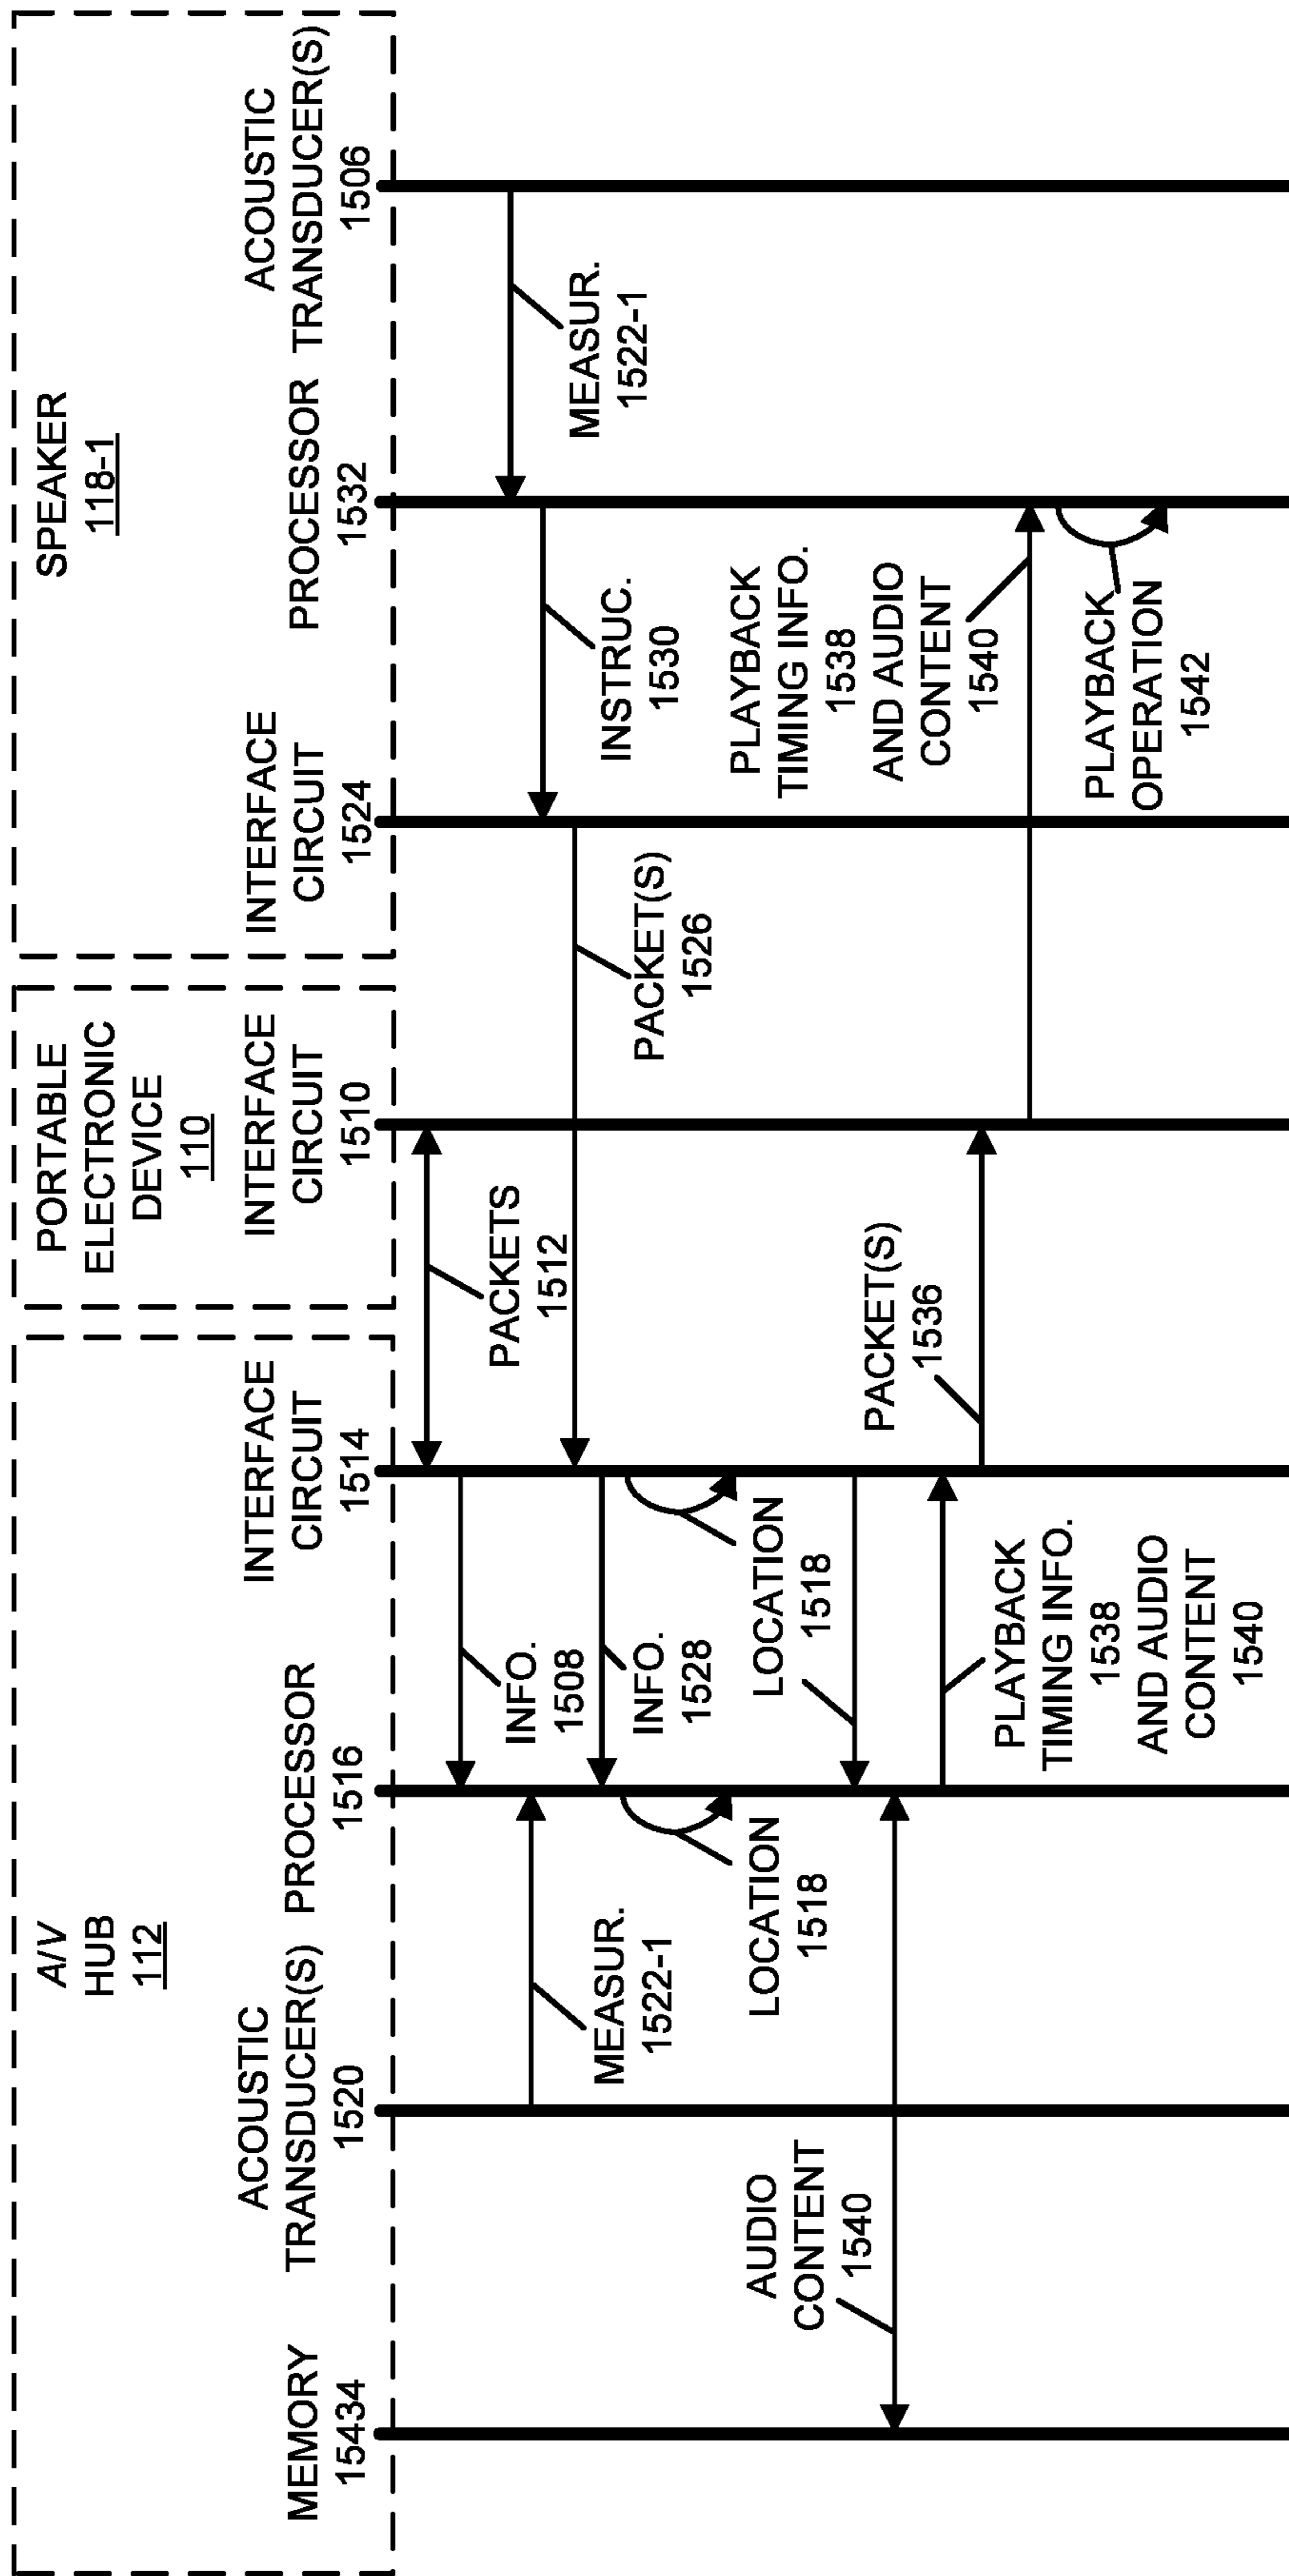 A/V
HUB
112
PORTABLE
ELECTRONIC
DEVICE
110
SPEAKER
118-1
MEMORY
15434
ACOUSTIC
TRANSDUCER(S)
1520
PROCESSOR
1516
INTERFACE
CIRCUIT
1514
INTERFACE
CIRCUIT
1510
INTERFACE
CIRCUIT
1524
PROCESSOR
1532
ACOUSTIC
TRANSDUCER(S)
1506
PACKETS
1512
INFO.
1508
MEASUR.
1522-1
MEASUR.
1522-1
INSTRUC.
1530
PACKET(S)
1526
INFO.
1528
LOCATION
1518
LOCATION
1518
AUDIO
CONTENT
1540
PLAYBACK
TIMING INFO.
1538
AND AUDIO
CONTENT
1540
PACKET(S)
1536
PLAYBACK
TIMING INFO.
1538
AND AUDIO
CONTENT
1540
PLAYBACK
OPERATION
1542